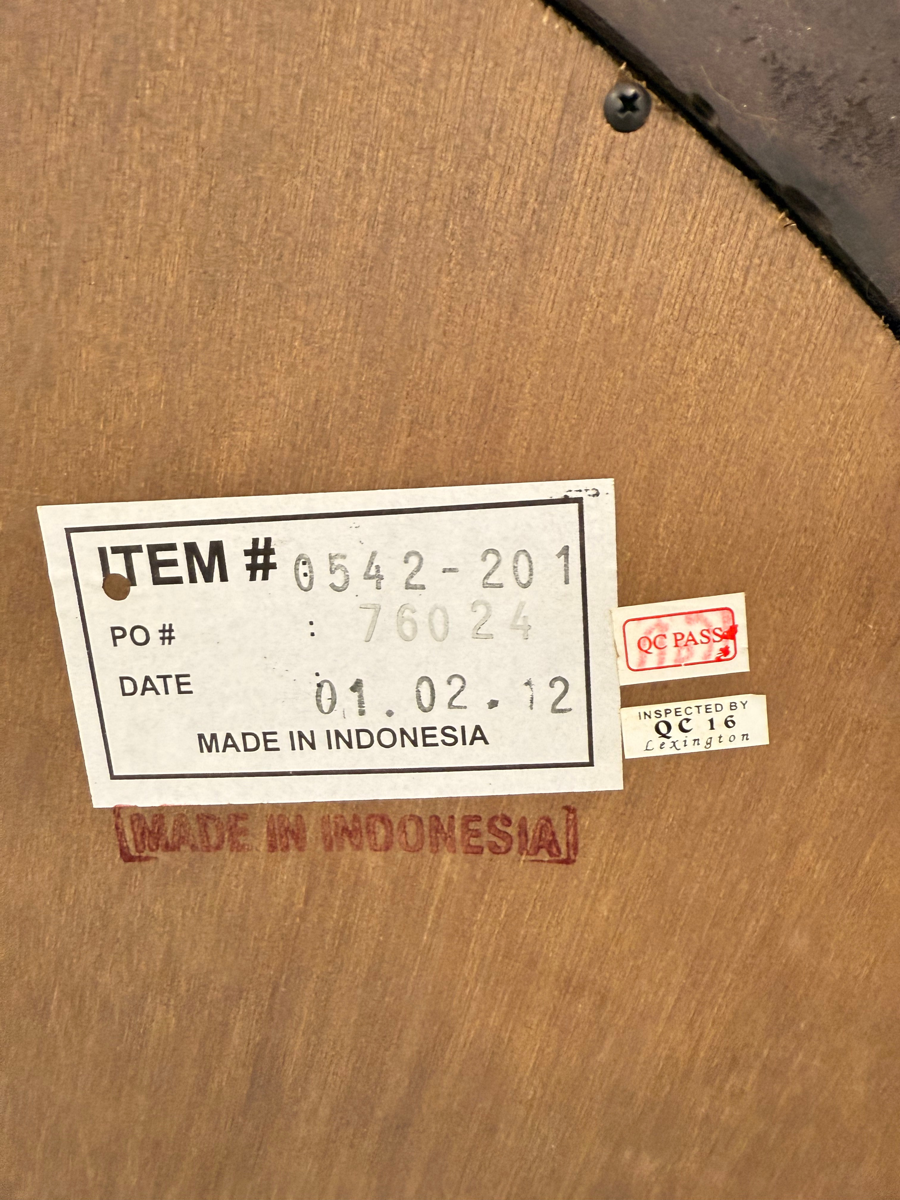 ITEM # : 0542-201
PO # : 76024
DATE : 01.02.12
MADE IN INDONESIA
QC PASS
INSPECTED BY
QC 16
Lexington
[MADE IN INDONESIA]